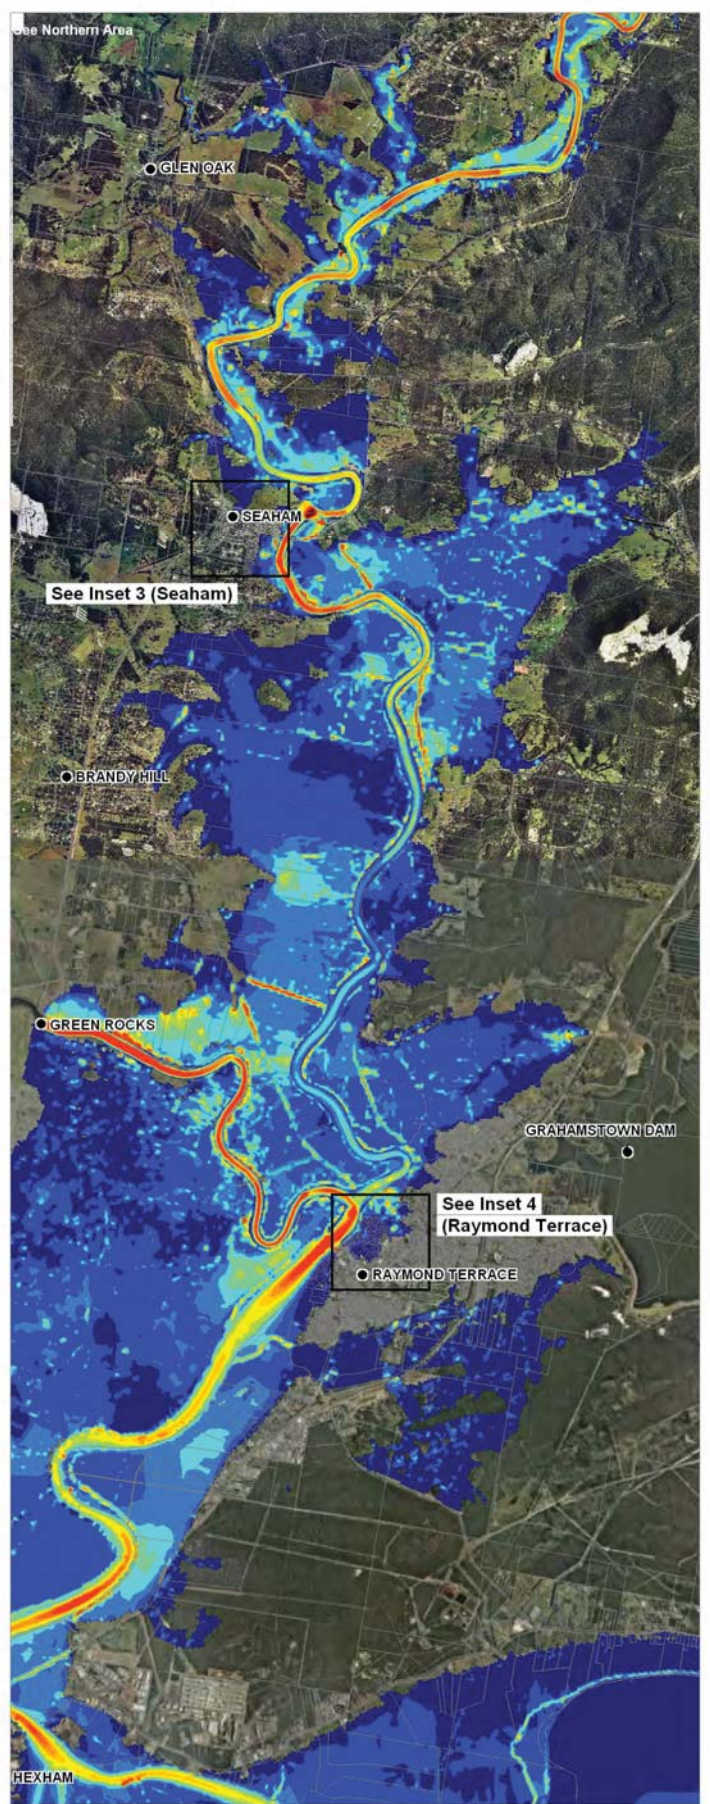 See Northern Area
GLEN OAK
SEAHAM
See Inset 3 (Seaham)
BRANDY HILL
GREEN ROCKS
GRAHAMSTOWN DAM
See Inset 4
(Raymond Terrace)
RAYMOND TERRACE
HEXHAM